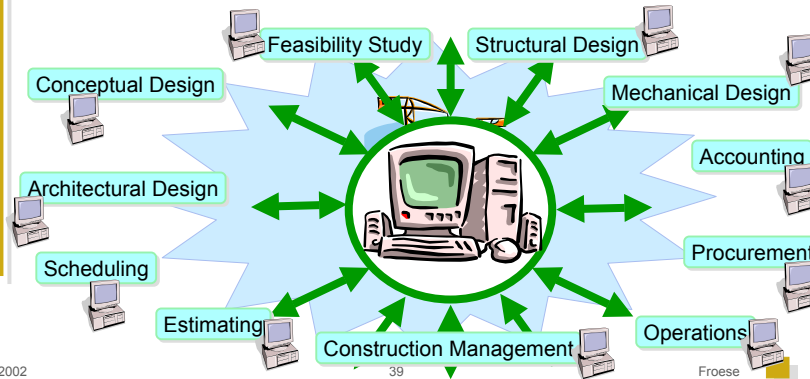 Feasibility Study
Structural Design
Conceptual Design
Mechanical Design
Accounting
Architectural Design
Procurement
Scheduling
Estimating
Operations
Construction Management
2002
39
Froese